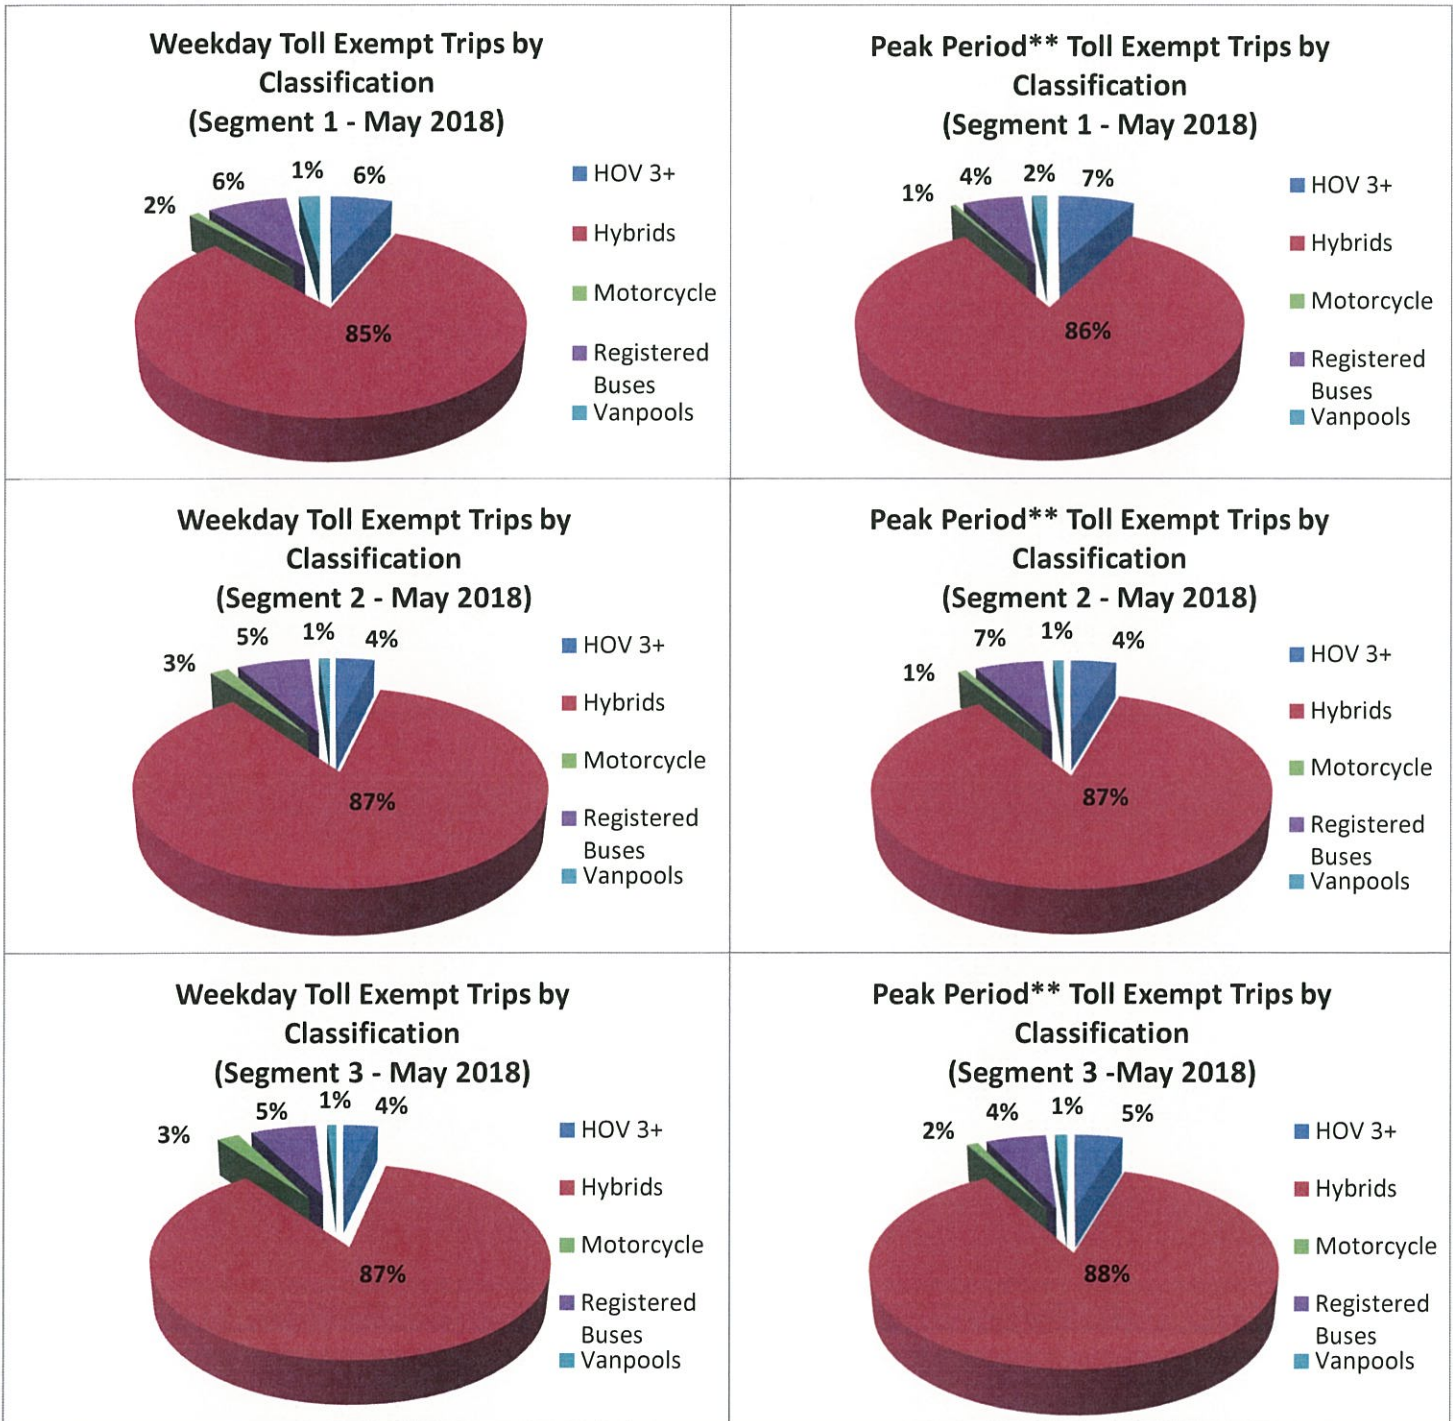 Weekday Toll Exempt Trips by
Classification
(Segment 1 - May 2018)
2%
6%
1%
6%
85%
HOV 3+
Hybrids
Motorcycle
Registered
Buses
Vanpools
Peak Period** Toll Exempt Trips by
Classification
(Segment 1 - May 2018)
1%
4%
2%
7%
86%
HOV 3+
Hybrids
Motorcycle
Registered
Buses
Vanpools
Weekday Toll Exempt Trips by
Classification
(Segment 2 - May 2018)
3%
5%
1%
4%
87%
HOV 3+
Hybrids
Motorcycle
Registered
Buses
Vanpools
Peak Period** Toll Exempt Trips by
Classification
(Segment 2 - May 2018)
1%
7%
1%
4%
87%
HOV 3+
Hybrids
Motorcycle
Registered
Buses
Vanpools
Weekday Toll Exempt Trips by
Classification
(Segment 3 - May 2018)
3%
5%
1%
4%
87%
HOV 3+
Hybrids
Motorcycle
Registered
Buses
Vanpools
Peak Period** Toll Exempt Trips by
Classification
(Segment 3 -May 2018)
2%
4%
1%
5%
88%
HOV 3+
Hybrids
Motorcycle
Registered
Buses
Vanpools